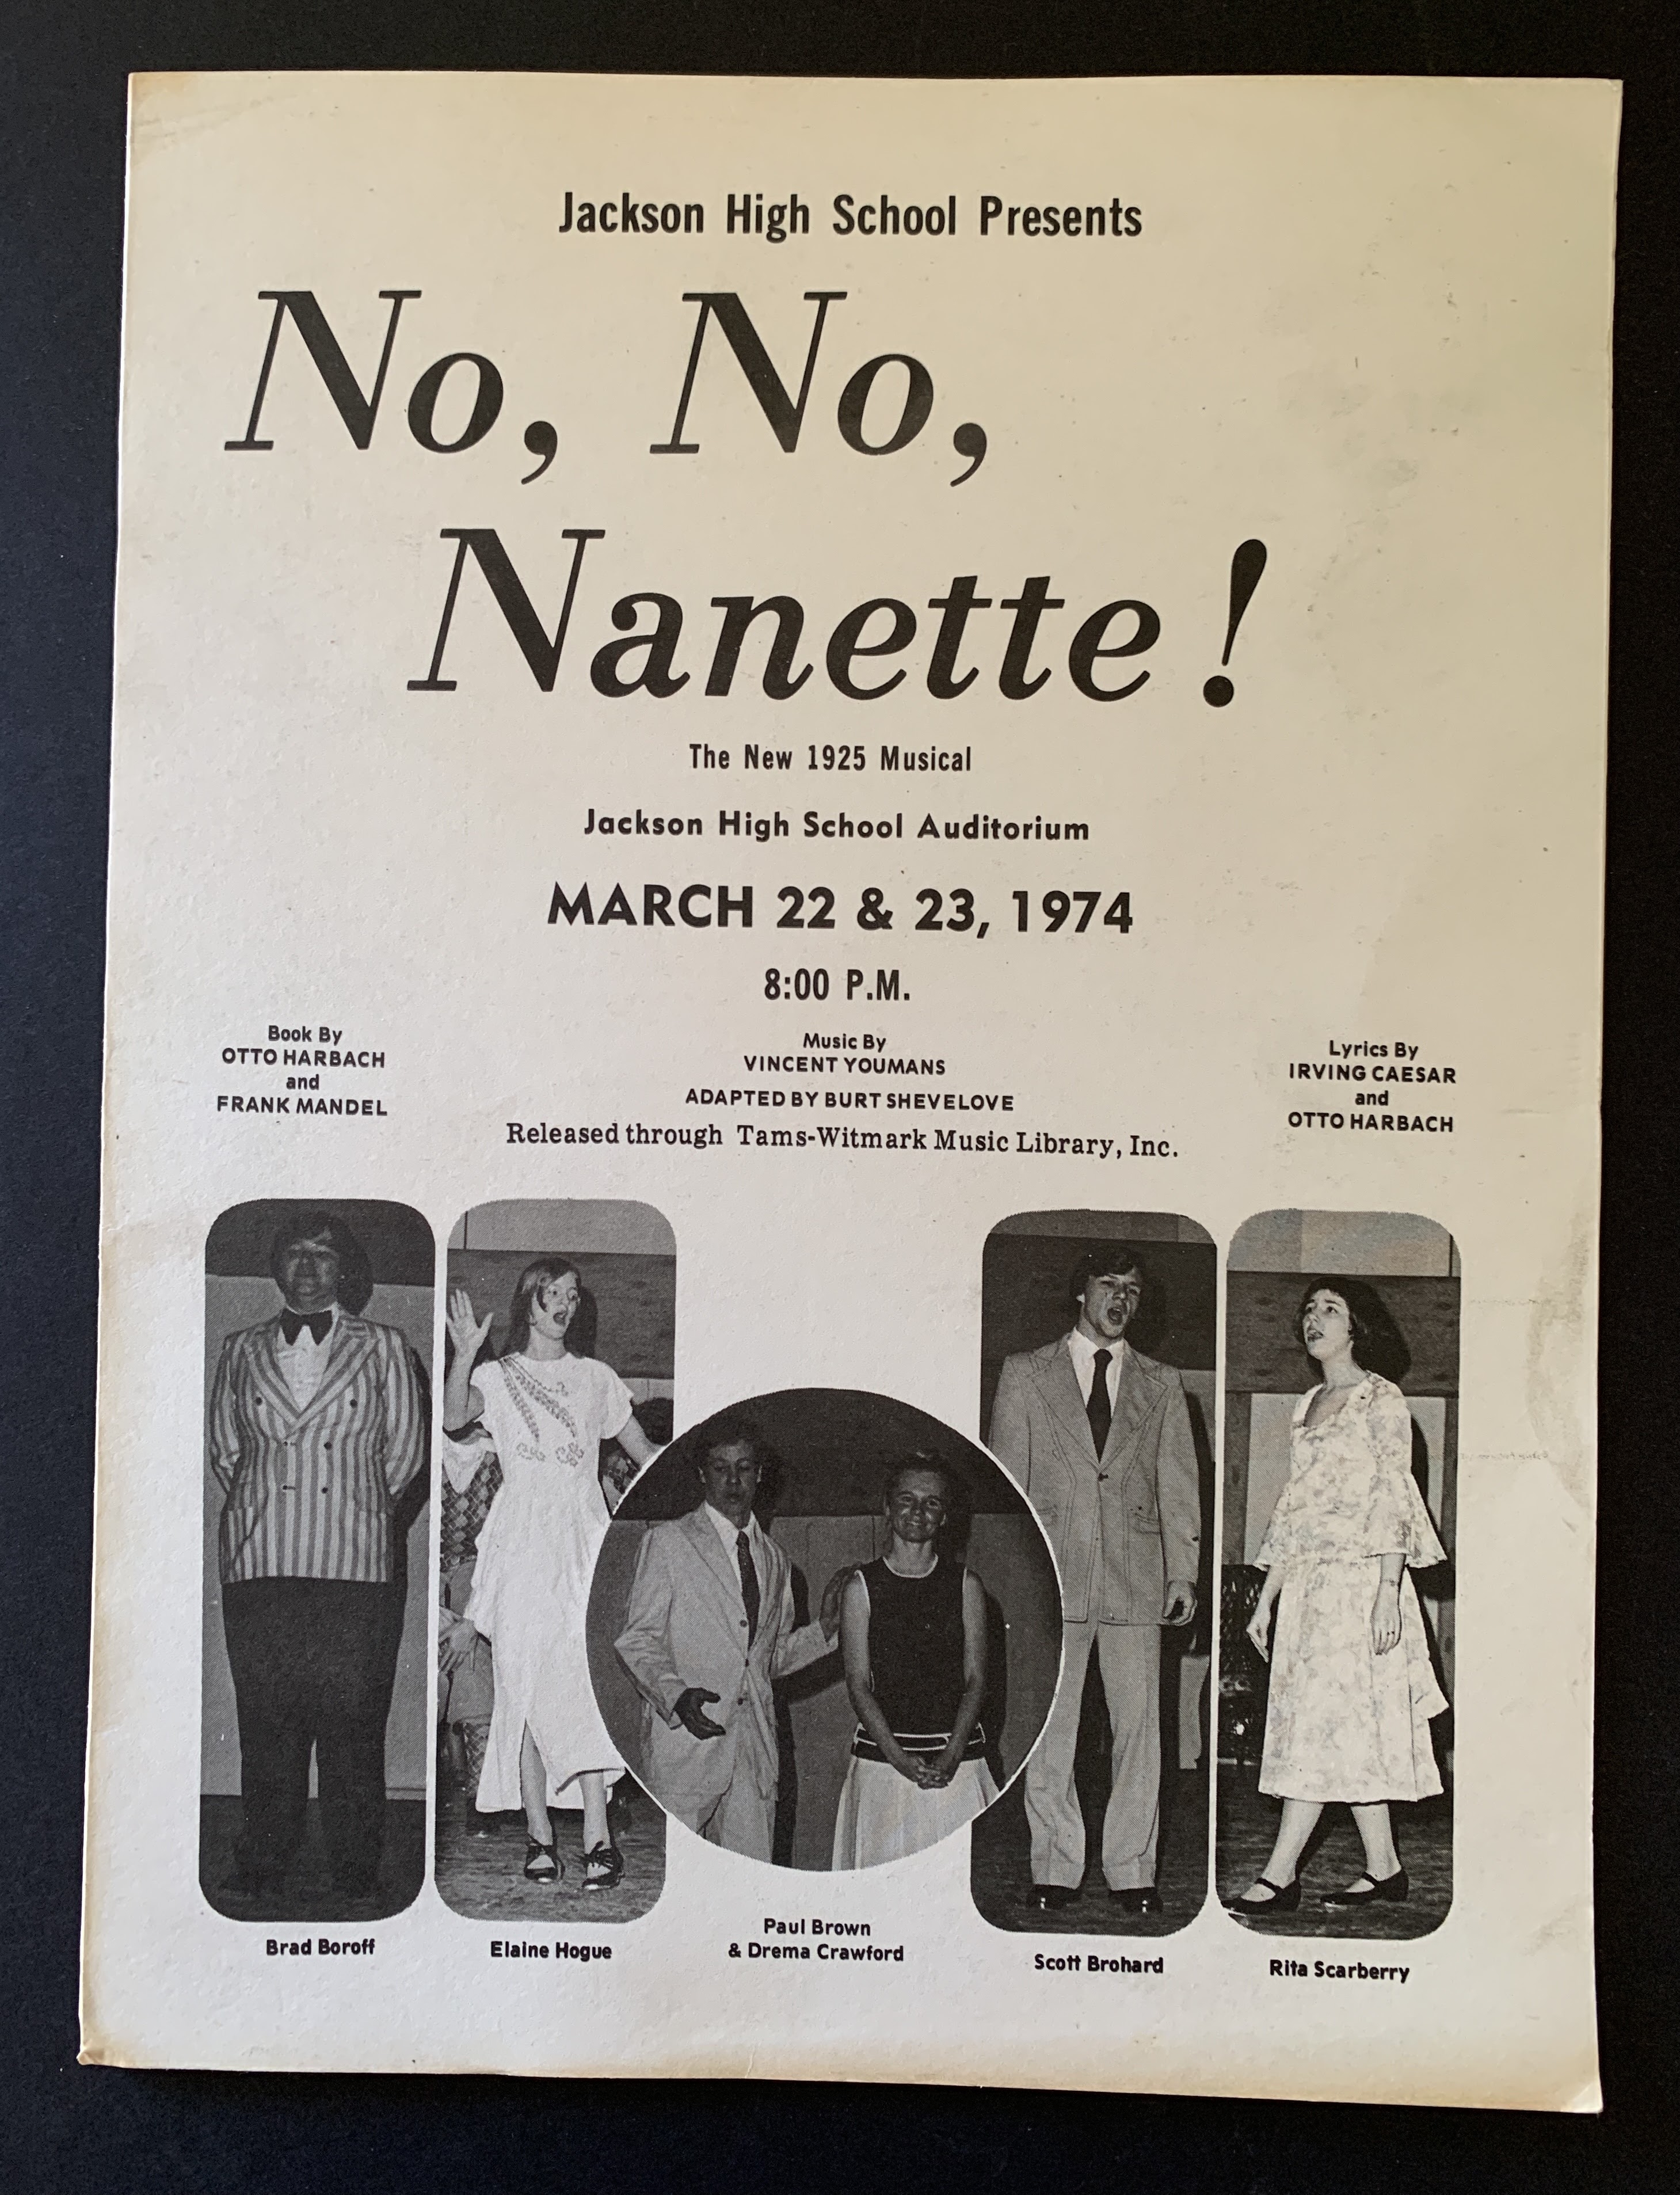 Jackson High School Presents
No, No,
Nanette!
The New 1925 Musical
Jackson High School Auditorium
MARCH 22 & 23, 1974
8:00 P.M.
Book By
OTTO HARBACH
and
FRANK MANDEL
Music By
VINCENT YOUMANS
ADAPTED BY BURT SHEVELOVE
Released through Tams-Witmark Music Library, Inc.
Lyrics By
IRVING CAESAR
and
OTTO HARBACH
Brad Boroff
Elaine Hogue
Paul Brown
& Drema Crawford
Scott Brohard
Rita Scarberry